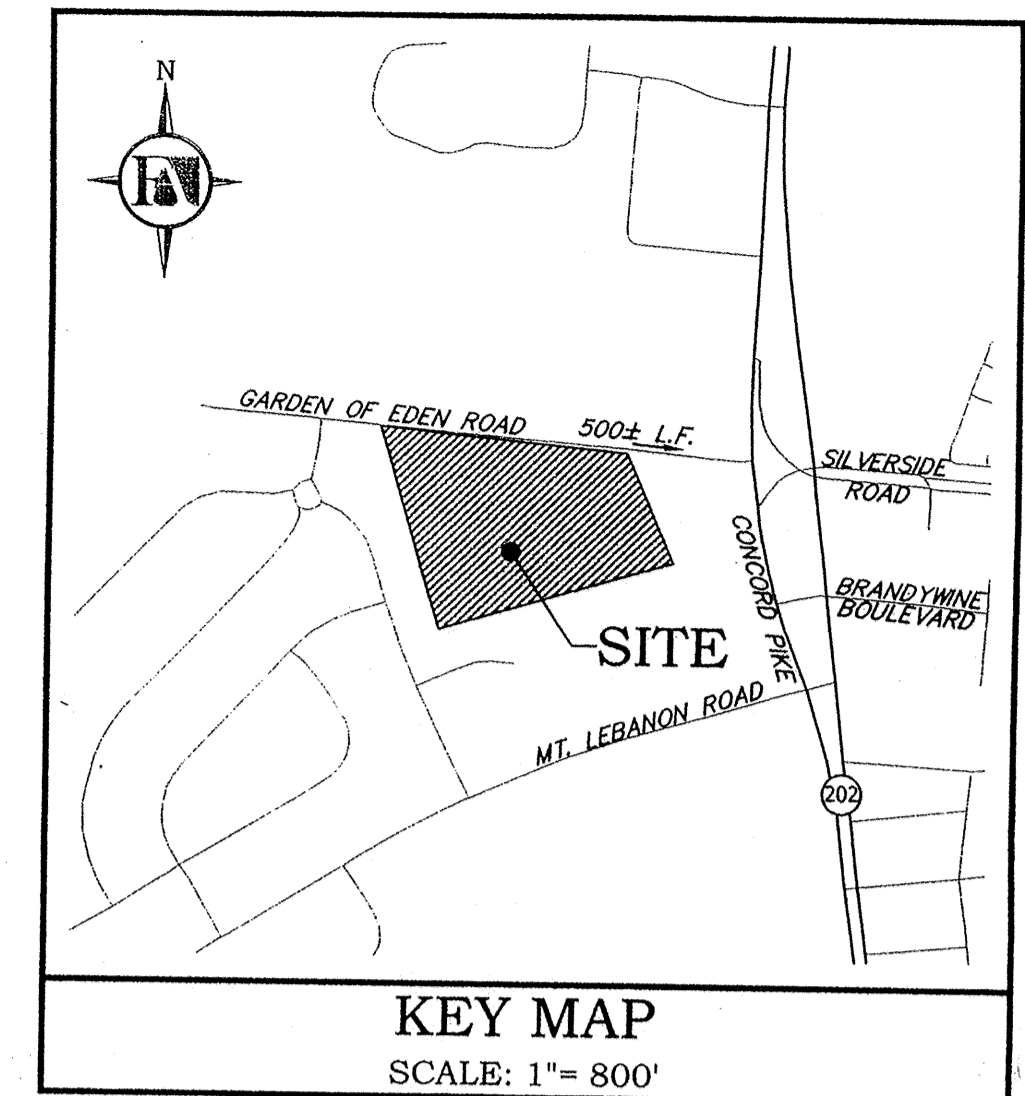 N
GARDEN OF EDEN ROAD
500± L.F.
SILVERSIDE
ROAD
CONCORD PIKE
BRANDYWINE
BOULEVARD
SITE
MT. LEBANON ROAD
202
KEY MAP
SCALE: 1"= 800'